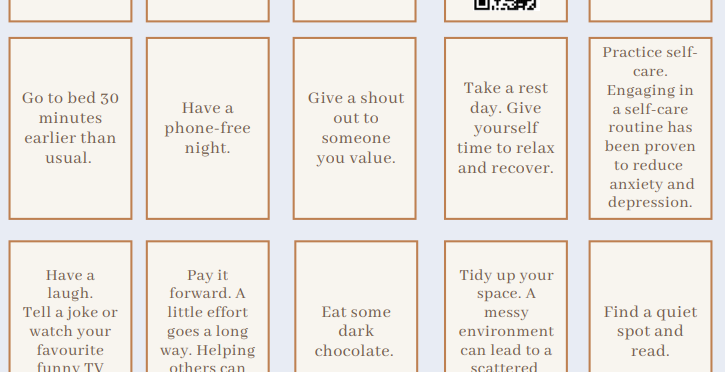 Go to bed 30
minutes
earlier than
usual.
Have a
phone-free
night.
Give a shout
out to
someone
you value.
Take a rest
day. Give
yourself
time to relax
and recover.
Practice self-
care.
Engaging in
a self-care
routine has
been proven
to reduce
anxiety and
depression.
Have a
laugh.
Tell a joke or
watch your
favourite
funny TV
Pay it
forward. A
little effort
goes a long
way. Helping
others can
Eat some
dark
chocolate.
Tidy up your
space. A
messy
environment
can lead to a
scattered
Find a quiet
spot and
read.